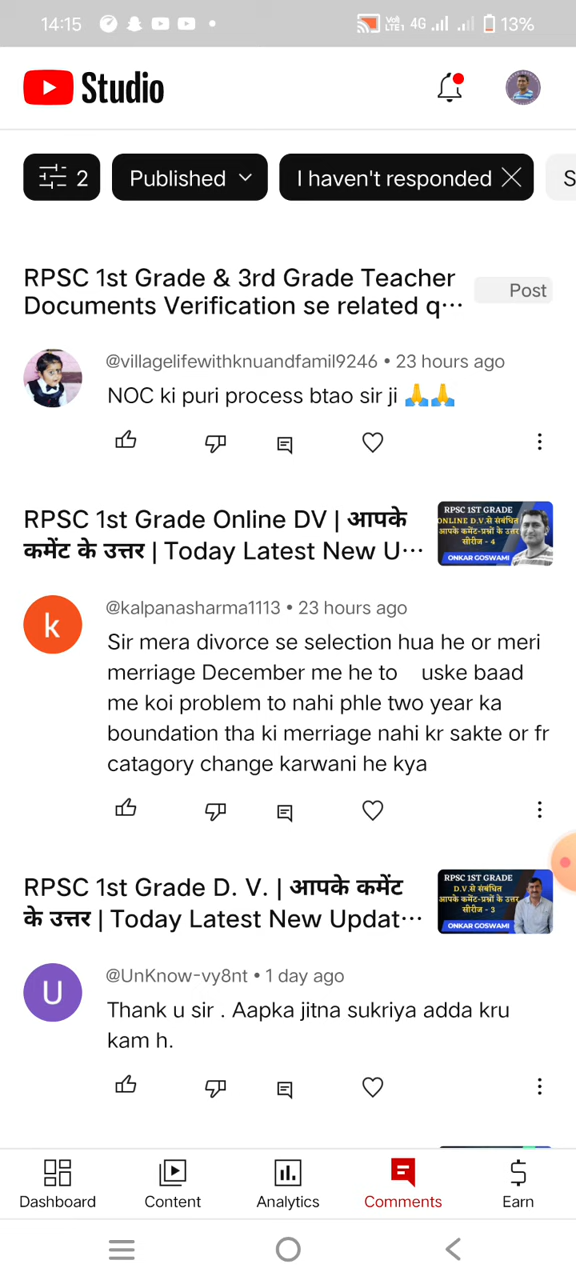 14:15
Vo)) LTE1 4G 13%
Studio
2 Published I haven't responded S
RPSC 1st Grade & 3rd Grade Teacher
Documents Verification se related q...
Post
@villagelifewithknuandfamil9246 • 23 hours ago
NOC ki puri process btao sir ji 🙏🙏
RPSC 1st Grade Online DV | आपके
कमेंट के उत्तर | Today Latest New U...
RPSC 1ST GRADE
ONLINE D.V.से संबंधित
आपके कमेंट-प्रश्नों के उत्तर
सीरीज - 4
ONKAR GOSWAMI
k
@kalpanasharma1113 • 23 hours ago
Sir mera divorce se selection hua he or meri
merriage December me he to uske baad
me koi problem to nahi phle two year ka
boundation tha ki merriage nahi kr sakte or fr
catagory change karwani he kya
RPSC 1st Grade D. V. | आपके कमेंट
के उत्तर | Today Latest New Updat...
RPSC 1ST GRADE
D.V.से संबंधित
आपके कमेंट-प्रश्नों के उत्तर
सीरीज - 3
ONKAR GOSWAMI
U
@UnKnow-vy8nt • 1 day ago
Thank u sir . Aapka jitna sukriya adda kru
kam h.
Dashboard Content Analytics Comments Earn